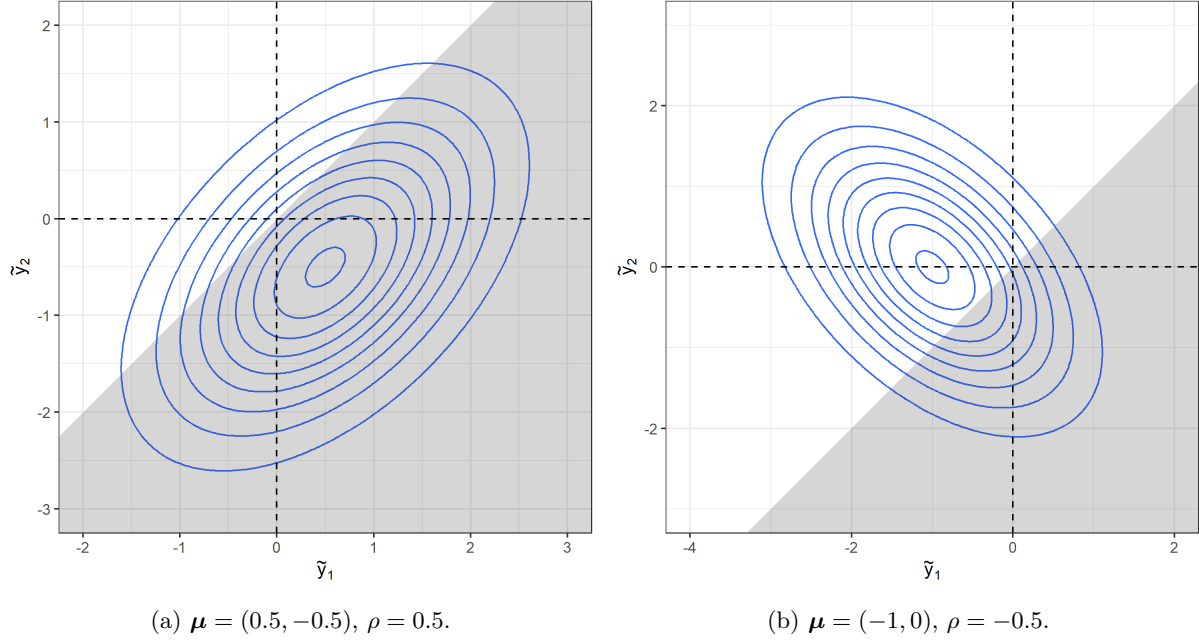 2
1
0
-1
-2
-3
ỹ2
-2 -1 0 1 2 3
ỹ1
2
0
-2
ỹ2
-4 -2 0 2
ỹ1
(a) μ = (0.5, −0.5), ρ = 0.5.
(b) μ = (−1, 0), ρ = −0.5.